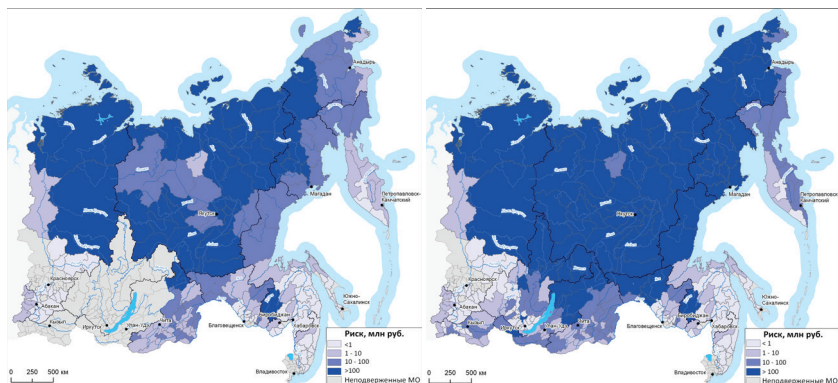 Анадырь
Петропавловск-
Камчатский
Магадан
Якутск
Красноярск
Абакан
Кызыл
Иркутск
Улан-Удэ
Чита
Благовещенск
Биробиджан
Хабаровск
Южно-
Сахалинск
Владивосток
Риск, млн руб.
<1
1 - 10
10 - 100
>100
Неподверженные МО
0 250 500 км
Анадырь
Петропавловск-
Камчатский
Магадан
Якутск
Красноярск
Абакан
Кызыл
Иркутск
Улан-Удэ
Чита
Благовещенск
Биробиджан
Хабаровск
Южно-
Сахалинск
Владивосток
Риск, млн руб.
<1
1 - 10
10 - 100
>100
Неподверженные МО
0 250 500 км